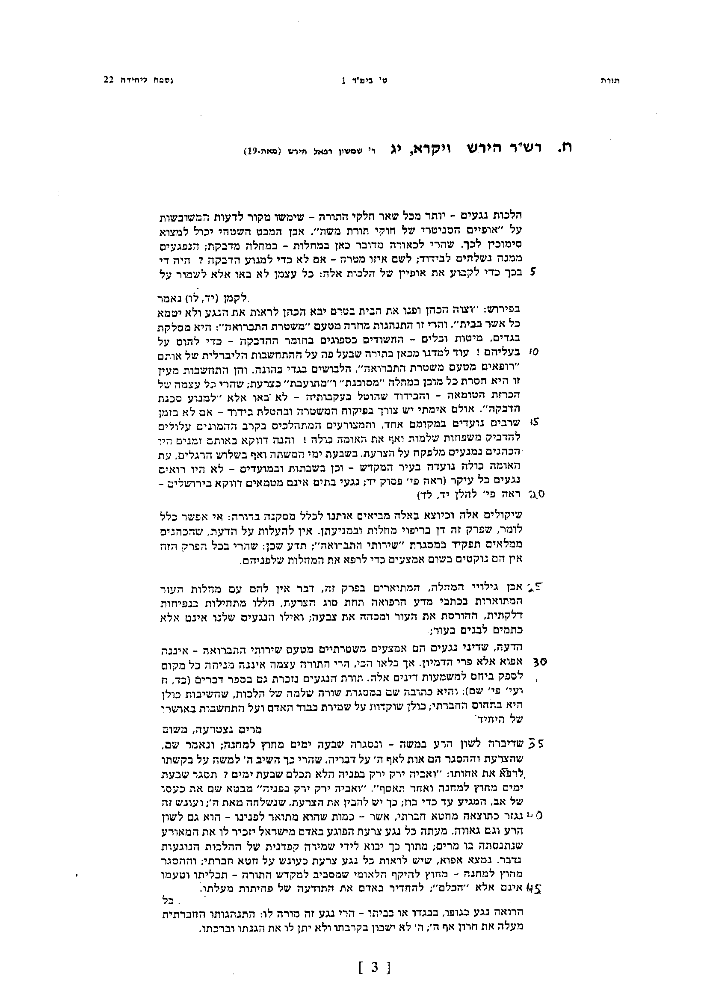 תורה
ט' בימ"ד 1
נספח ליחידה 22
ח. רש"ר הירש ויקרא, יג ר' שמשון רפאל הירש (מאה-19)
הלכות נגעים – יותר מכל שאר חלקי התורה – שימשו מקור לדעות המשובשות
על "אופיים הסניטרי של חוקי תורת משה". אכן המבט השטחי יכול למצוא
סימוכין לכך. שהרי לכאורה מדובר כאן במחלות – במחלה מדבקת; הנפגעים
ממנה נשלחים לבידוד; לשם איזו מטרה – אם לא כדי למנוע הדבקה ? היה די
5 בכך כדי לקבוע את אופיין של הלכות אלה: כל עצמן לא באו אלא לשמור על
לקמן (יד, לו) נאמר
בפירוש: "וצוה הכהן ופנו את הבית בטרם יבא הכהן לראות את הנגע ולא יטמא
כל אשר בבית". והרי זו התנהגות מוזרה מטעם "משטרת התברואה": היא מסלקת
בגדים, מיטות וכלים – החשודים כספוגים בחומר ההדבקה – כדי לחוס על
10 בעליהם ! עוד למדנו מכאן בתורה שבעל פה על ההתחשבות הליברלית של אותם
"רופאים מטעם משטרת התברואה", הלבושים בגדי כהונה. והן התחשבות מעין
זו היא חסרת כל מובן במחלה "מסוכנת" ו"מתועבת" כצרעת; שהרי כל עצמה של
הכרזת הטומאה – והבידוד שהוטל בעקבותיה – לא באו אלא "למנוע סכנת
הדבקה". אולם אימתי יש צורך בפיקוח המשטרה ובהטלת בידוד – אם לא בזמן
15 שרבים נועדים במקומם אחד, והמצורעים המתהלכים בקרב ההמונים עלולים
להדביק משפחות שלמות ואף את האומה כולה ! והנה דווקא באותם זמנים היו
הכהנים נמנעים מלפקח על הצרעת. בשבעת ימי המשתה ואף בשלוש הרגלים, עת
האומה כולה נועדה בעיר המקדש – וכן בשבתות ובמועדים – לא היו רואים
נגעים כל עיקר (ראה פי' פסוק יד; נגעי בתים אינם מטמאים דווקא בירושלים –
20 ראה פי' להלן יד, לד)
שיקולים אלה וכיוצא באלה מביאים אותנו לכלל מסקנה ברורה: אי אפשר כלל
לומר, שפרק זה דן בריפוי מחלות ובמניעתן. אין להעלות על הדעת, שהכהנים
ממלאים תפקיד במסגרת "שירותי התברואה"; תדע שכן: שהרי בכל הפרק הזה
אין הם נוקטים בשום אמצעים כדי לרפא את המחלות שלפניהם.
25 אכן גילויי המחלה, המתוארים בפרק זה, דבר אין להם עם מחלות העור
המתוארות בכתבי מדע הרפואה תחת סוג הצרעת, הללו מתחילות בנפיחות
דלקתית, ההורסת את העור ומכהה את צבעה; ואילו הנגעים שלנו אינם אלא
כתמים לבנים בעור;
הדעה, שדיני נגעים הם אמצעים משטרתיים מטעם שירותי התברואה – איננה
30 אפוא אלא פרי הדמיון. אך בלאו הכי, הרי התורה עצמה איננה מניחה כל מקום
לספק ביחס למשמעות דינים אלה. תורת הנגעים נזכרת גם בספר דברים (כד, ח
ועי' פי' שם); והיא כתובה שם במסגרת שורה שלמה של הלכות, שחשיבות כולן
היא בתחום החברתי; כולן שוקדות על שמירת כבוד האדם ועל התחשבות באושרו
של היחיד
מרים נצטרעה, משום
35 שדיברה לשון הרע במשה – ונסגרה שבעה ימים מחוץ למחנה; ונאמר שם,
שהצרעת וההסגר הם אות לאף ה' על דבריה. שהרי כך השיב ה' למשה על בקשתו
לרפא את אחותו: "ואביה ירק ירק בפניה הלא תכלם שבעת ימים ? תסגר שבעת
ימים מחוץ למחנה ואחר תאסף". "ואביה ירק ירק בפניה" מבטא שם את כעסו
של אב, המגיע עד כדי בוז; כך יש להבין את הצרעת, שנשלחה מאת ה'; ועונש זה
40 נגזר כתוצאה מחטא חברתי, אשר – כמות שהוא מתואר לפנינו – הוא גם לשון
הרע וגם גאווה. מעתה כל נגע צרעת הפוגע באדם מישראל יזכיר לו את המאורע
שנתנסתה בו מרים; מתוך כך יבוא לידי שמירה קפדנית של ההלכות הנוגעות
בדבר. נמצא אפוא, שיש לראות כל נגע צרעת כעונש על חטא חברתי; וההסגר
מחוץ למחנה – מחוץ להיקף הלאומי שמסביב למקדש התורה – תכליתו וטעמו
45 אינם אלא "הכלם"; להחדיר באדם את התודעה של פחיתות מעלתו.
כל
הרואה נגע בגופו, בבגדו או בביתו – הרי נגע זה מורה לו: התנהגותו החברתית
מעלה את חרון אף ה'; ה' לא ישכון בקרבתו ולא יתן לו את הגנתו וברכתו.
[ 3 ]